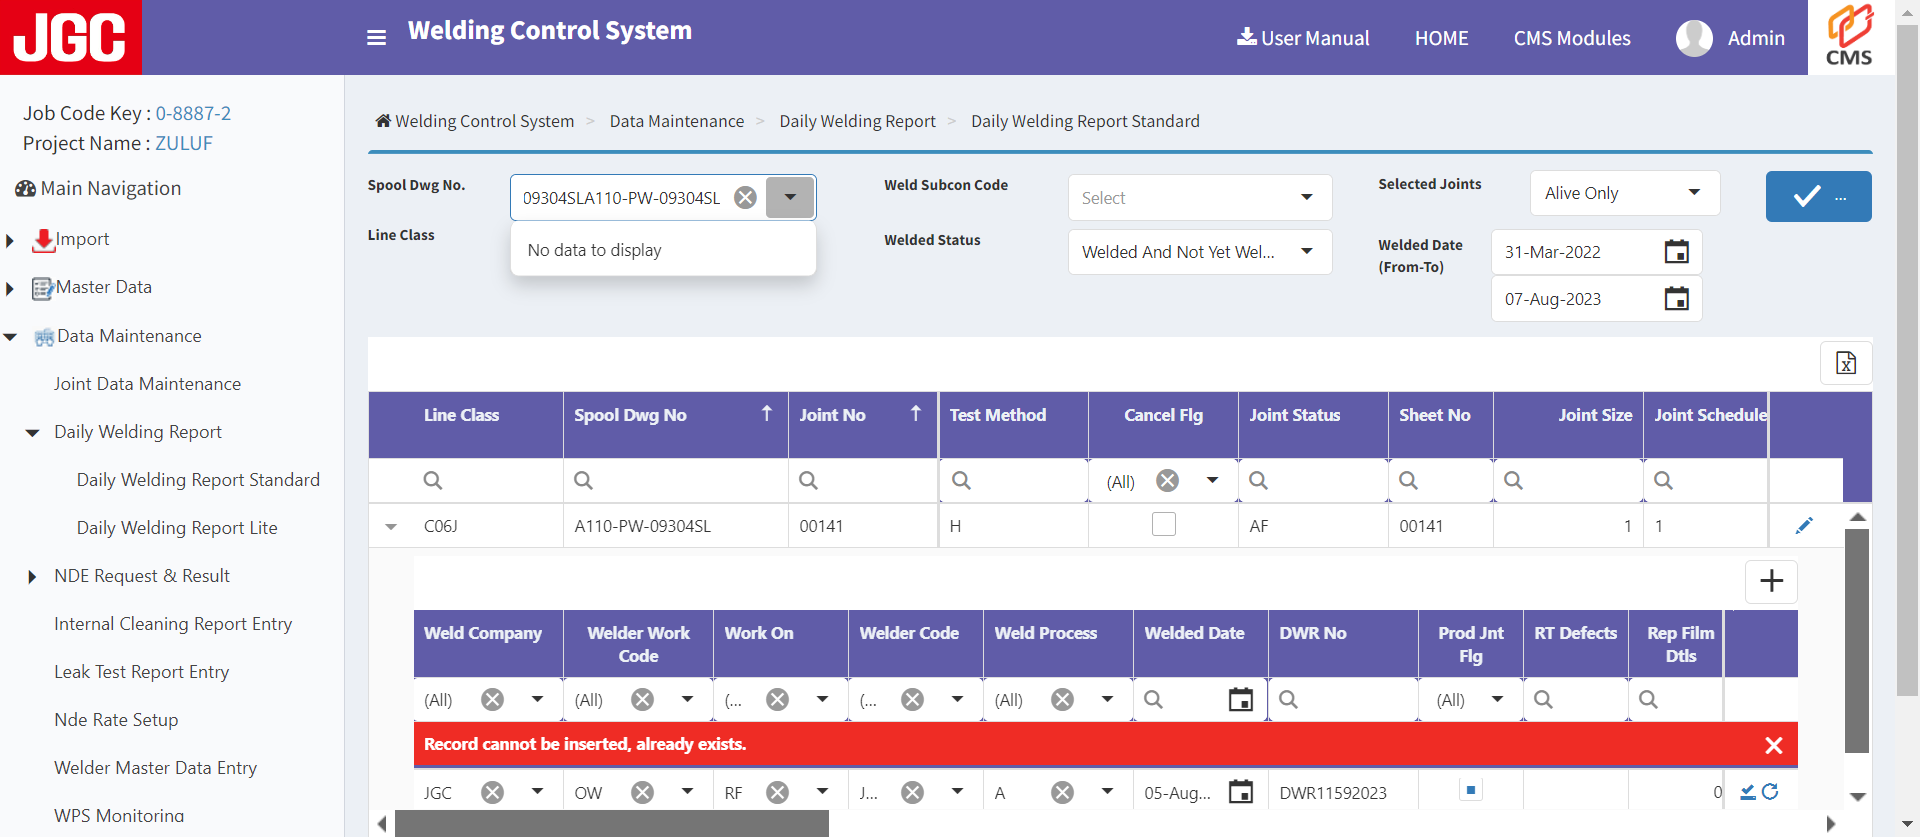 JGC
Welding Control System
User Manual
HOME
CMS Modules
Admin
CMS
Job Code Key : 0-8887-2
Project Name : ZULUF
Main Navigation
Import
Master Data
Data Maintenance
Joint Data Maintenance
Daily Welding Report
Daily Welding Report Standard
Daily Welding Report Lite
NDE Request & Result
Internal Cleaning Report Entry
Leak Test Report Entry
Nde Rate Setup
Welder Master Data Entry
WPS Monitoring
Welding Control System > Data Maintenance > Daily Welding Report > Daily Welding Report Standard
Spool Dwg No.
09304SLA110-PW-09304SL
No data to display
Line Class
Weld Subcon Code
Select
Welded Status
Welded And Not Yet Wel...
Selected Joints
Alive Only
Welded Date
(From-To)
31-Mar-2022
07-Aug-2023
...
Line Class Spool Dwg No Joint No Test Method Cancel Flg Joint Status Sheet No Joint Size Joint Schedule
(All)
C06J A110-PW-09304SL 00141 H AF 00141 1 1
Weld Company Welder Work Code Work On Welder Code Weld Process Welded Date DWR No Prod Jnt Flg RT Defects Rep Film Dtls
(All) (All) (... (... (All) (All)
Record cannot be inserted, already exists.
JGC OW RF J... A 05-Aug... DWR11592023 0